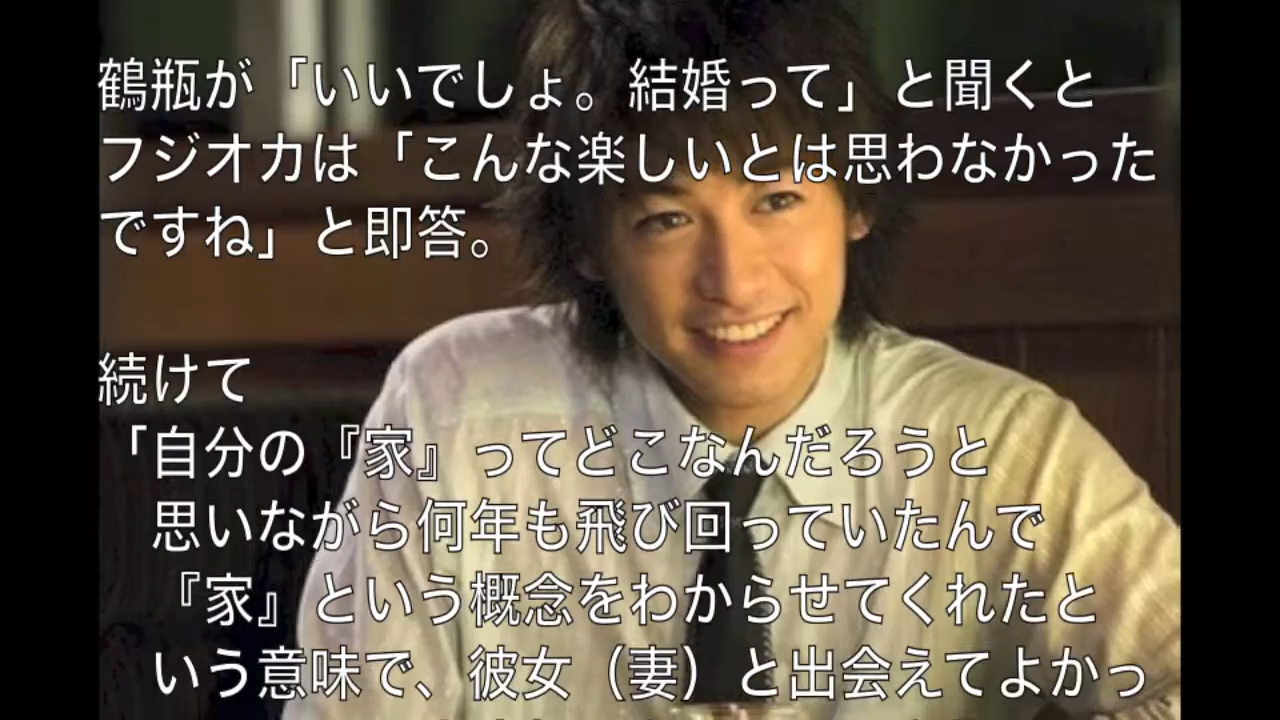 鶴瓶が「いいでしょ。結婚って」と聞くと
フジオカは「こんな楽しいとは思わなかった
ですね」と即答。
続けて
「自分の『家』ってどこなんだろうと
思いながら何年も飛び回っていたんで
『家』という概念をわからせてくれたと
いう意味で、彼女（妻）と出会えてよかっ